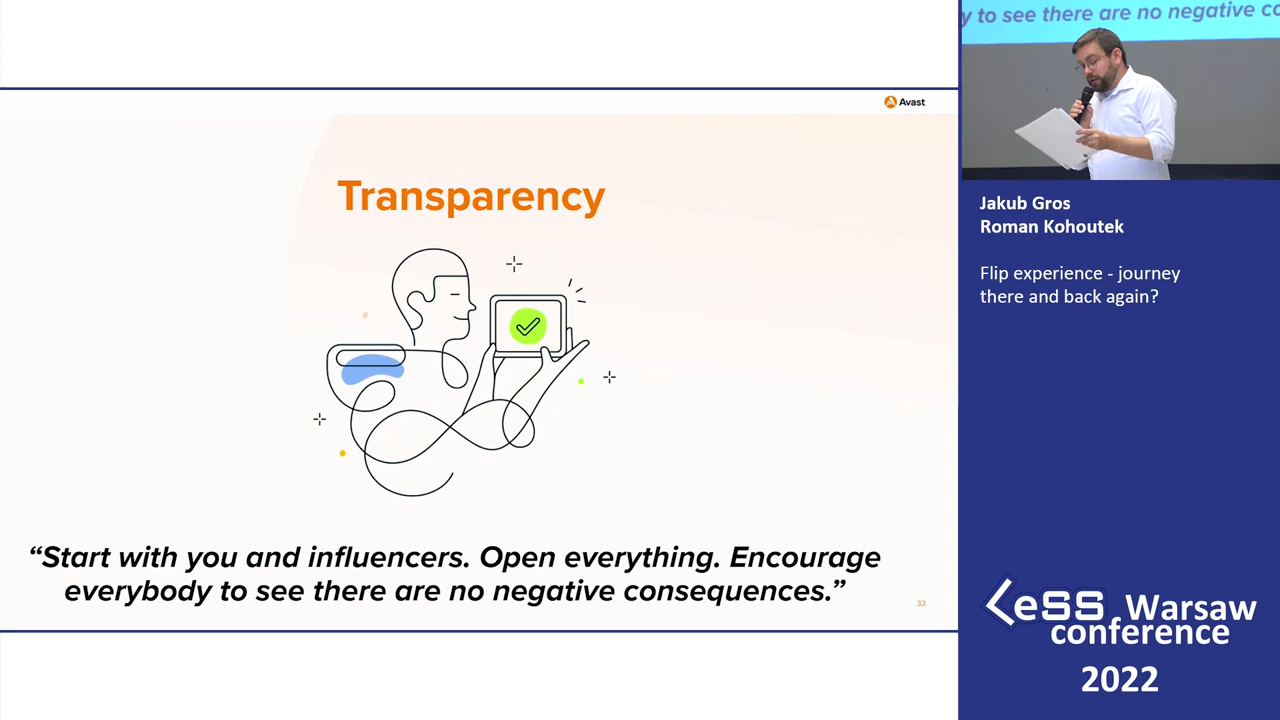 Avast
Transparency
“Start with you and influencers. Open everything. Encourage
everybody to see there are no negative consequences.”
33
y to see there are no negative co
Jakub Gros
Roman Kohoutek
Flip experience - journey
there and back again?
LeSS Warsaw
conference
2022